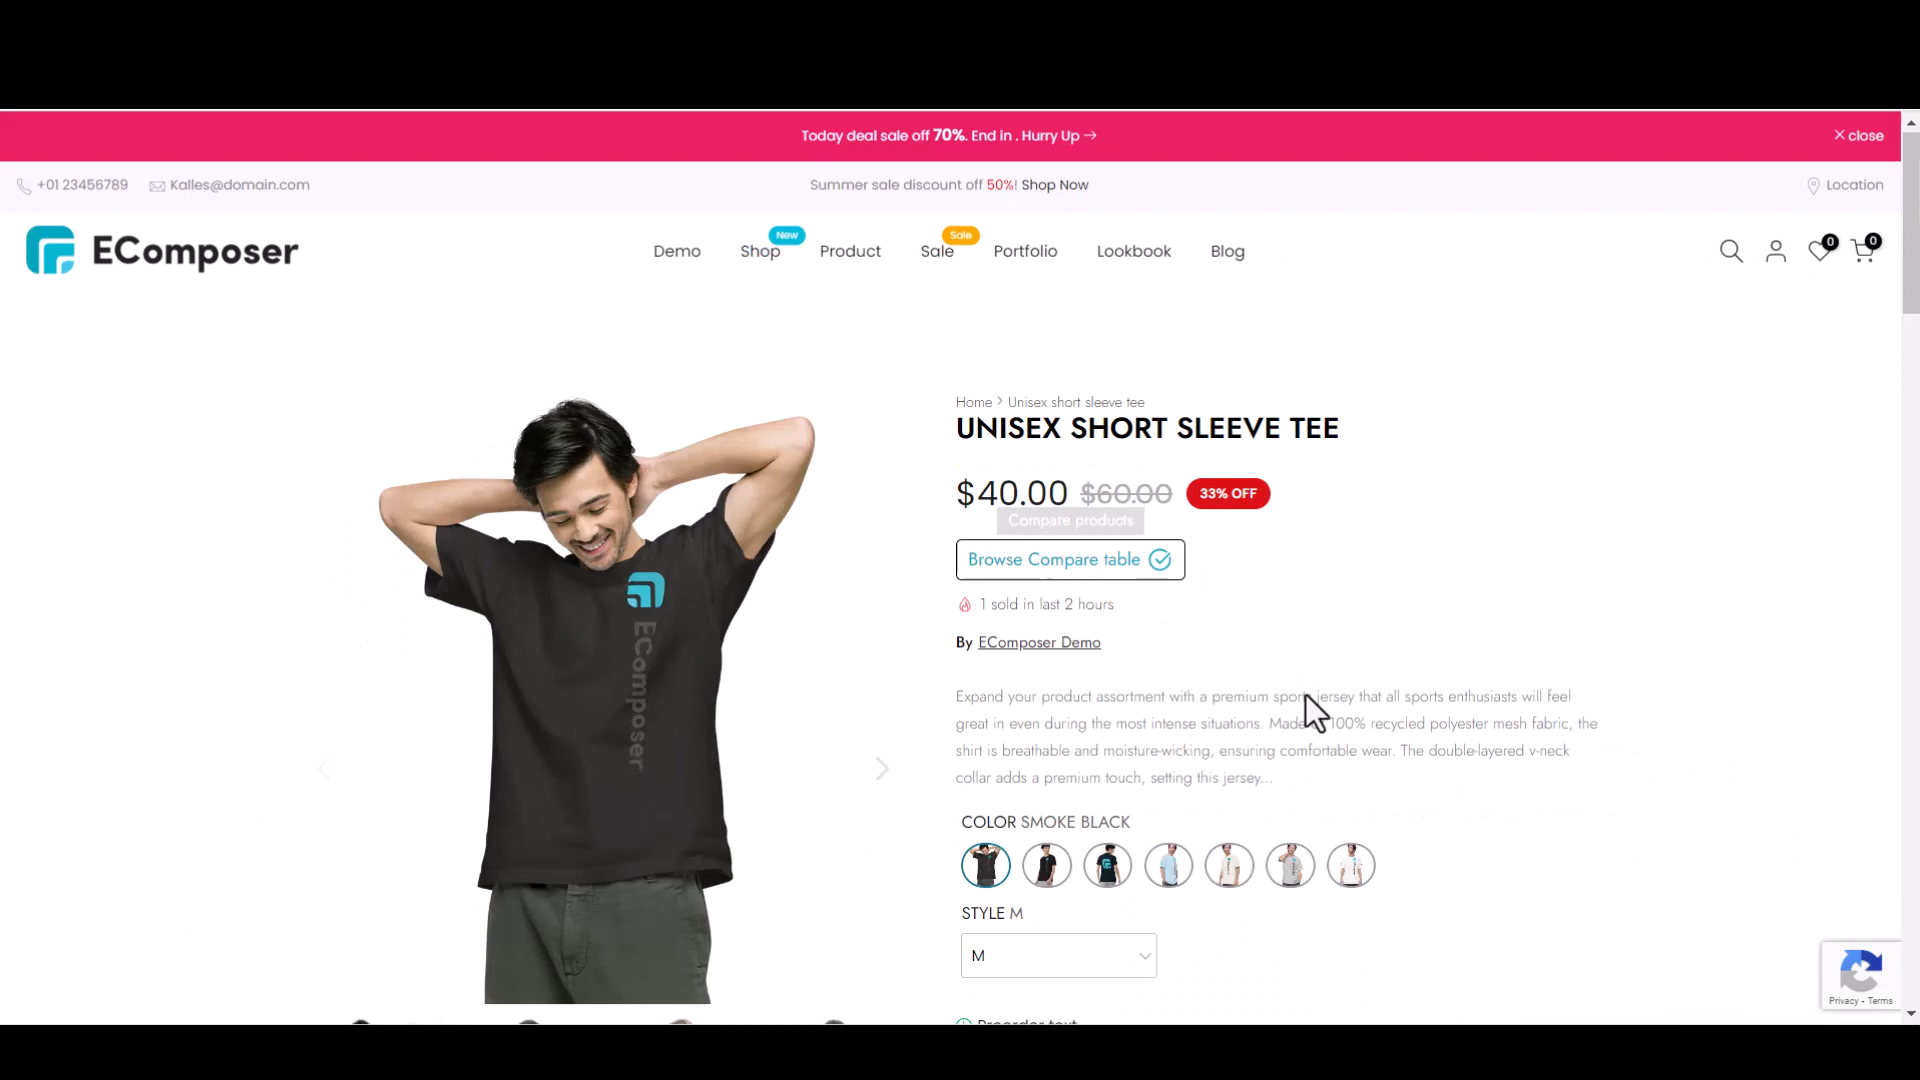 Today deal sale off 70%. End in . Hurry Up →
× close
+01 23456789
Kalles@domain.com
Summer sale discount off 50%! Shop Now
Location
EComposer
Demo
Shop
New
Product
Sale
Sale
Portfolio
Lookbook
Blog
0
0
Home > Unisex short sleeve tee
UNISEX SHORT SLEEVE TEE
$40.00 $60.00 33% OFF
Compare products
Browse Compare table
1 sold in last 2 hours
By EComposer Demo
Expand your product assortment with a premium sports jersey that all sports enthusiasts will feel
great in even during the most intense situations. Made 100% recycled polyester mesh fabric, the
shirt is breathable and moisture-wicking, ensuring comfortable wear. The double-layered v-neck
collar adds a premium touch, setting this jersey...
COLOR SMOKE BLACK
STYLE M
M
Preorder text
EComposer
Privacy - Terms